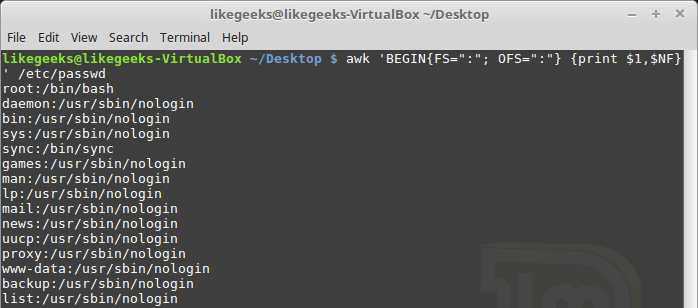 likegeeks@likegeeks-VirtualBox ~/Desktop
File Edit View Search Terminal Help
likegeeks@likegeeks-VirtualBox ~/Desktop $ awk 'BEGIN{FS=":"; OFS=":"} {print $1,$NF}
' /etc/passwd
root:/bin/bash
daemon:/usr/sbin/nologin
bin:/usr/sbin/nologin
sys:/usr/sbin/nologin
sync:/bin/sync
games:/usr/sbin/nologin
man:/usr/sbin/nologin
lp:/usr/sbin/nologin
mail:/usr/sbin/nologin
news:/usr/sbin/nologin
uucp:/usr/sbin/nologin
proxy:/usr/sbin/nologin
www-data:/usr/sbin/nologin
backup:/usr/sbin/nologin
list:/usr/sbin/nologin